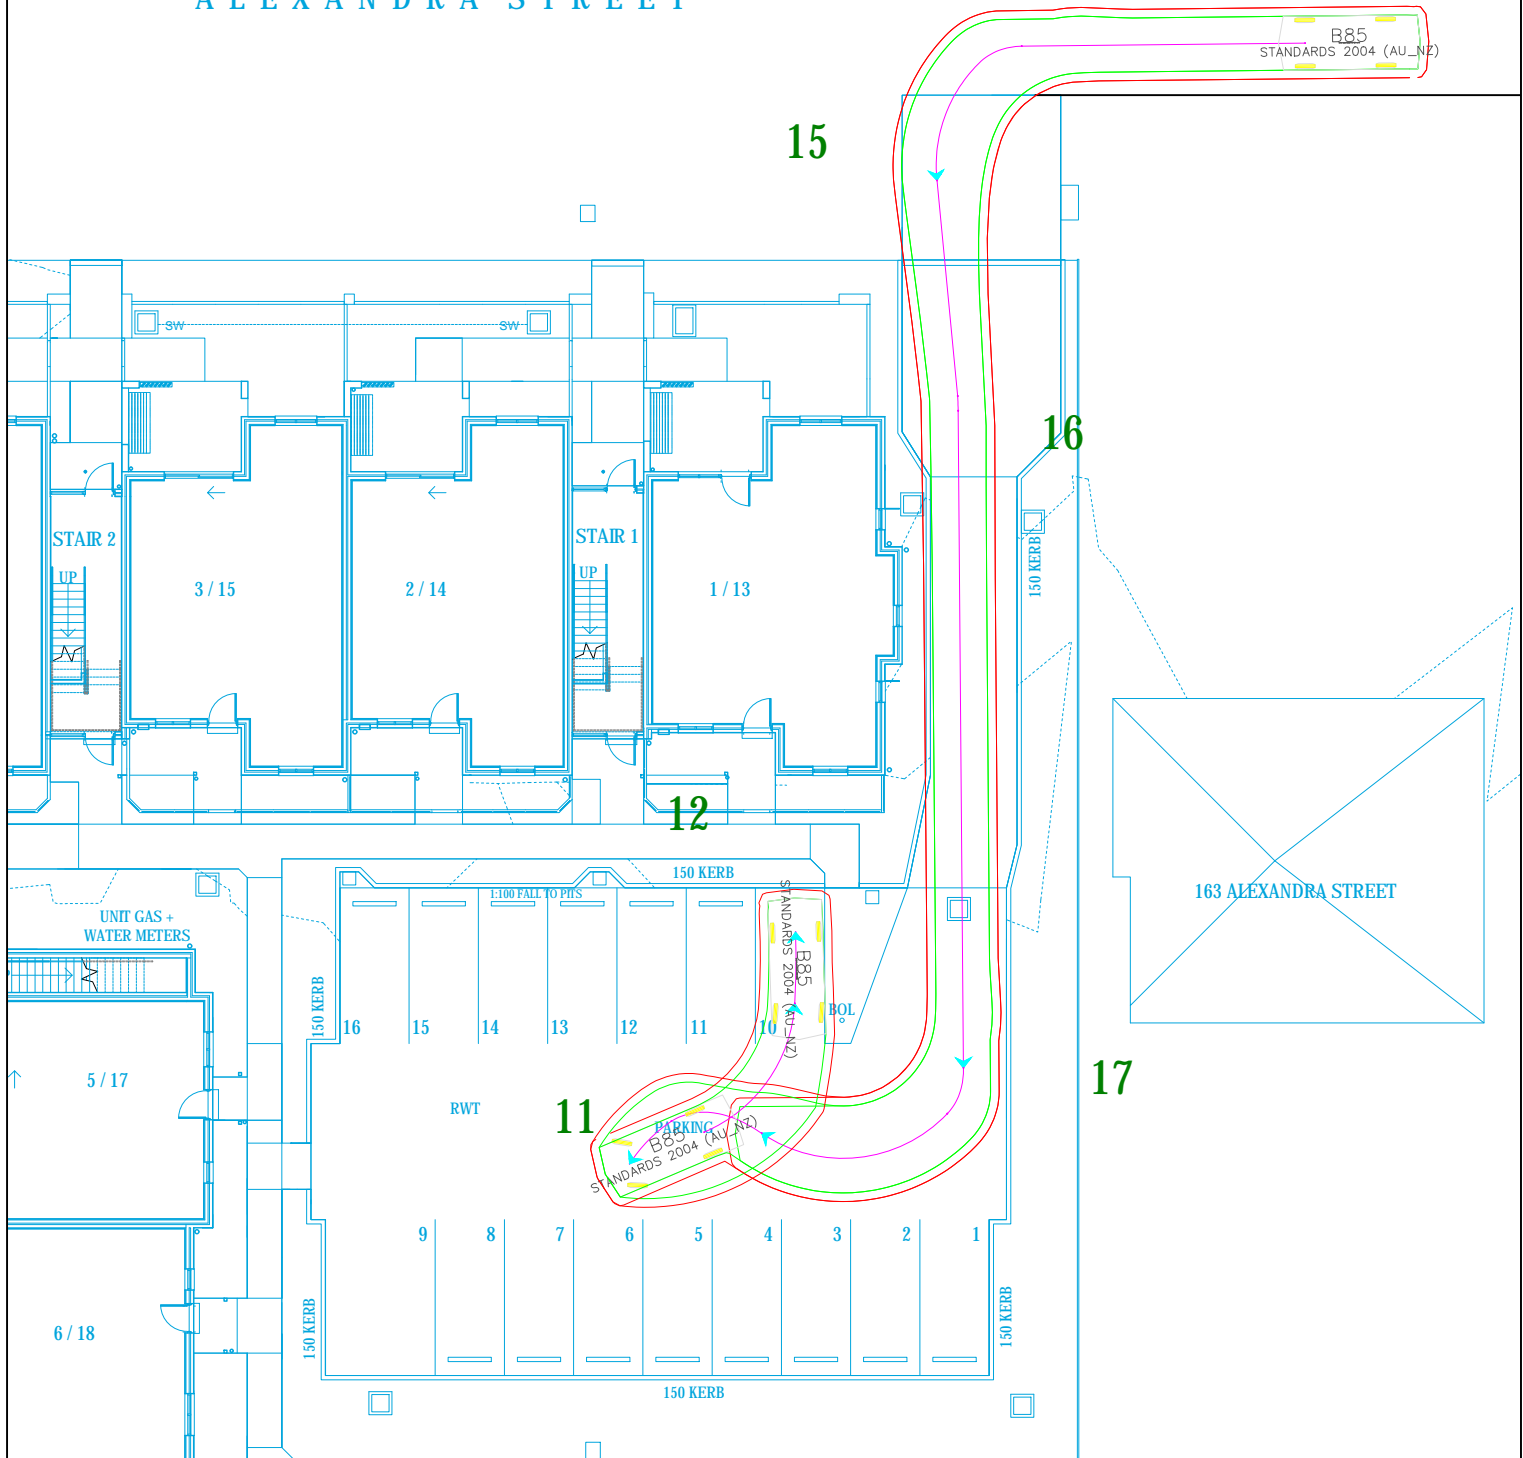 ALEXANDRA STREET
B85
STANDARDS 2004 (AU_NZ)
15
SW
SW
16
STAIR 2
UP
3 / 15
2 / 14
STAIR 1
UP
1 / 13
150 KERB
12
150 KERB
1:100 FALL TO PITS
163 ALEXANDRA STREET
UNIT GAS +
WATER METERS
B85
STANDARDS 2004 (AU_NZ)
BOL
150 KERB
16
15
14
13
12
11
10
5 / 17
RWT
11
PARKING
B85
STANDARDS 2004 (AU_NZ)
17
9
8
7
6
5
4
3
2
1
6 / 18
150 KERB
150 KERB
150 KERB